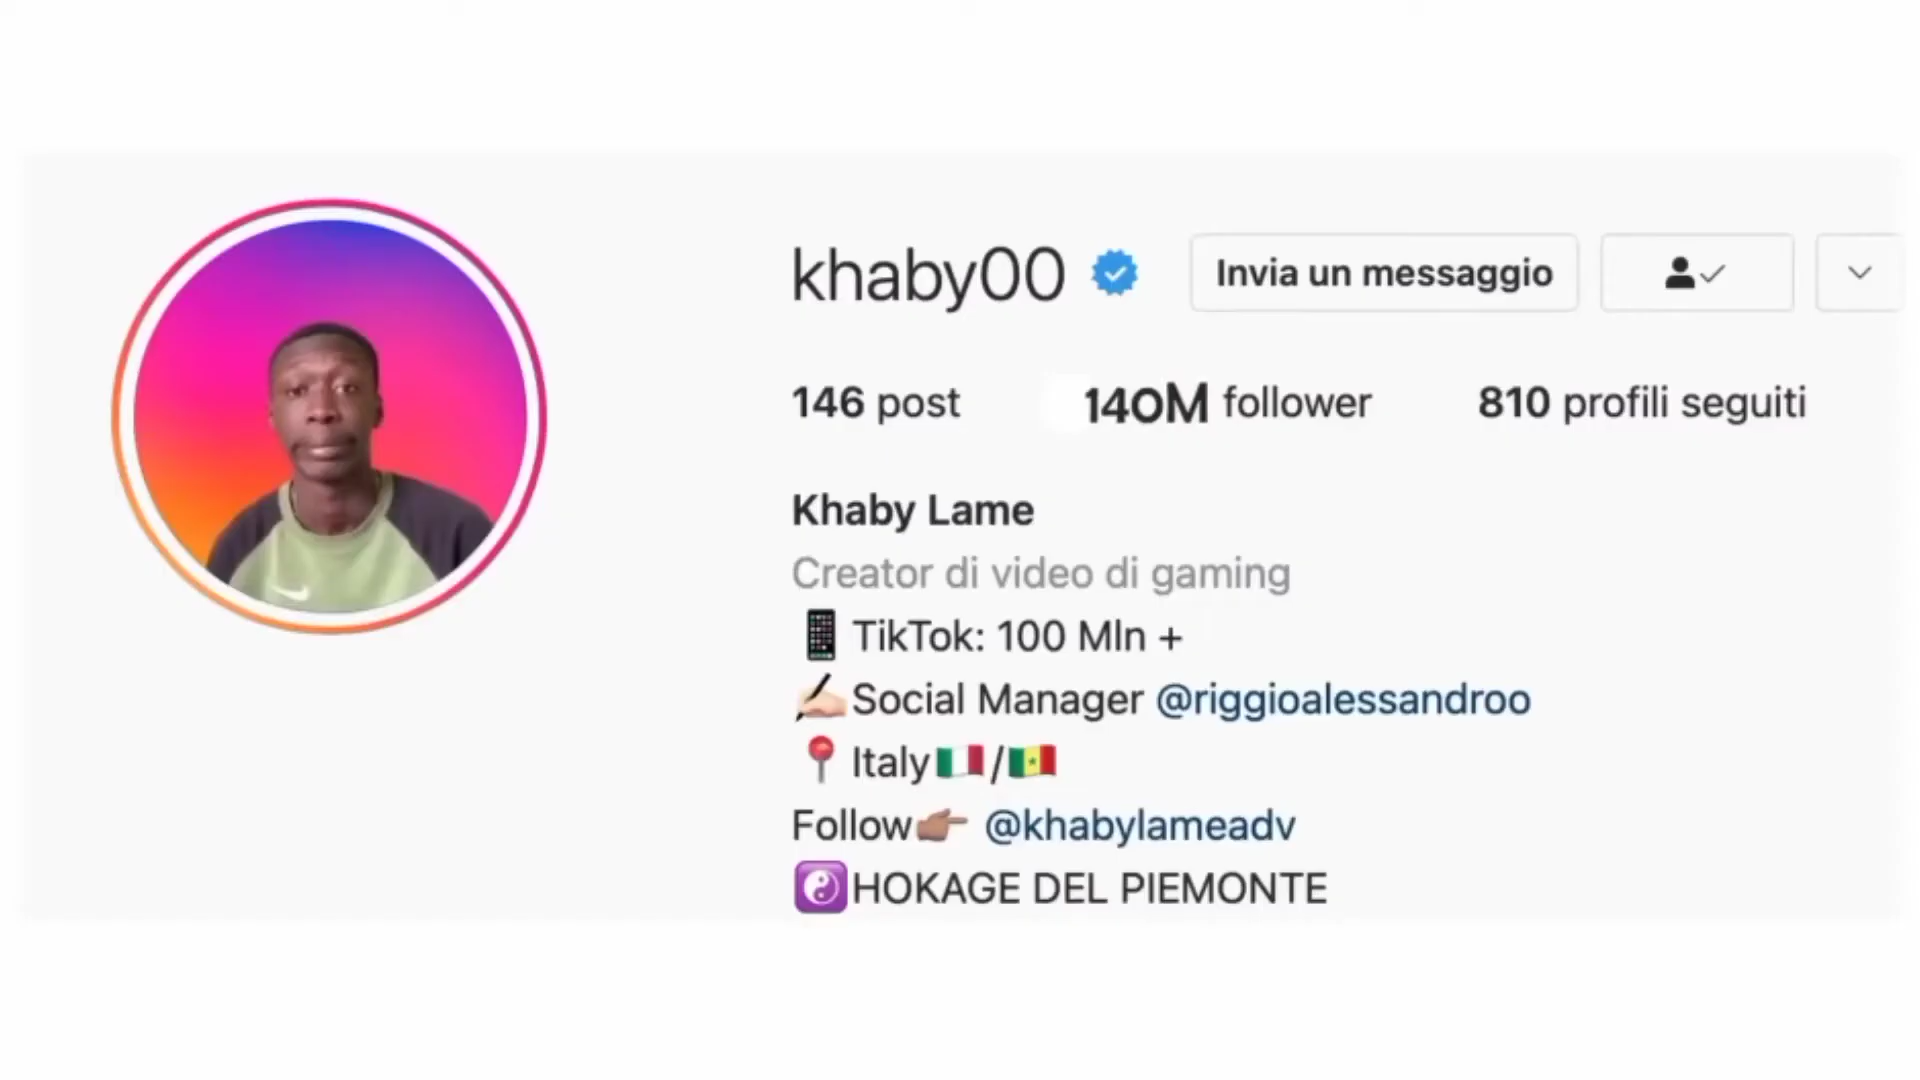 khaby00 Invia un messaggio
146 post 140M follower 810 profili seguiti
Khaby Lame
Creator di video di gaming
📱TikTok: 100 Mln +
✍🏻Social Manager @riggioalessandroo
📍Italy🇮🇹/🇸🇳
Follow👉🏽 @khabylameadv
☯️HOKAGE DEL PIEMONTE